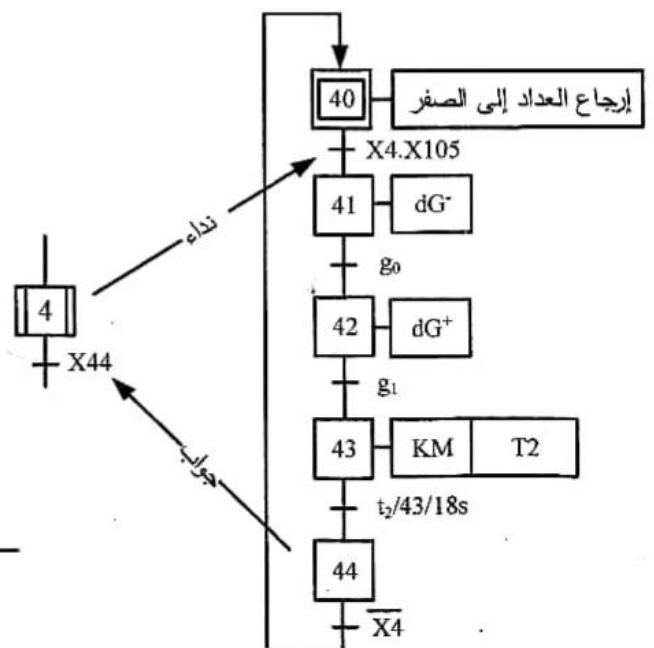 40 إرجاع العداد إلى الصفر
X4.X105
41 dG⁻
نداء
g₀
4
42 dG⁺
X44
g₁
43 KM T2
جواب
t₂/43/18s
44
X̅4̅